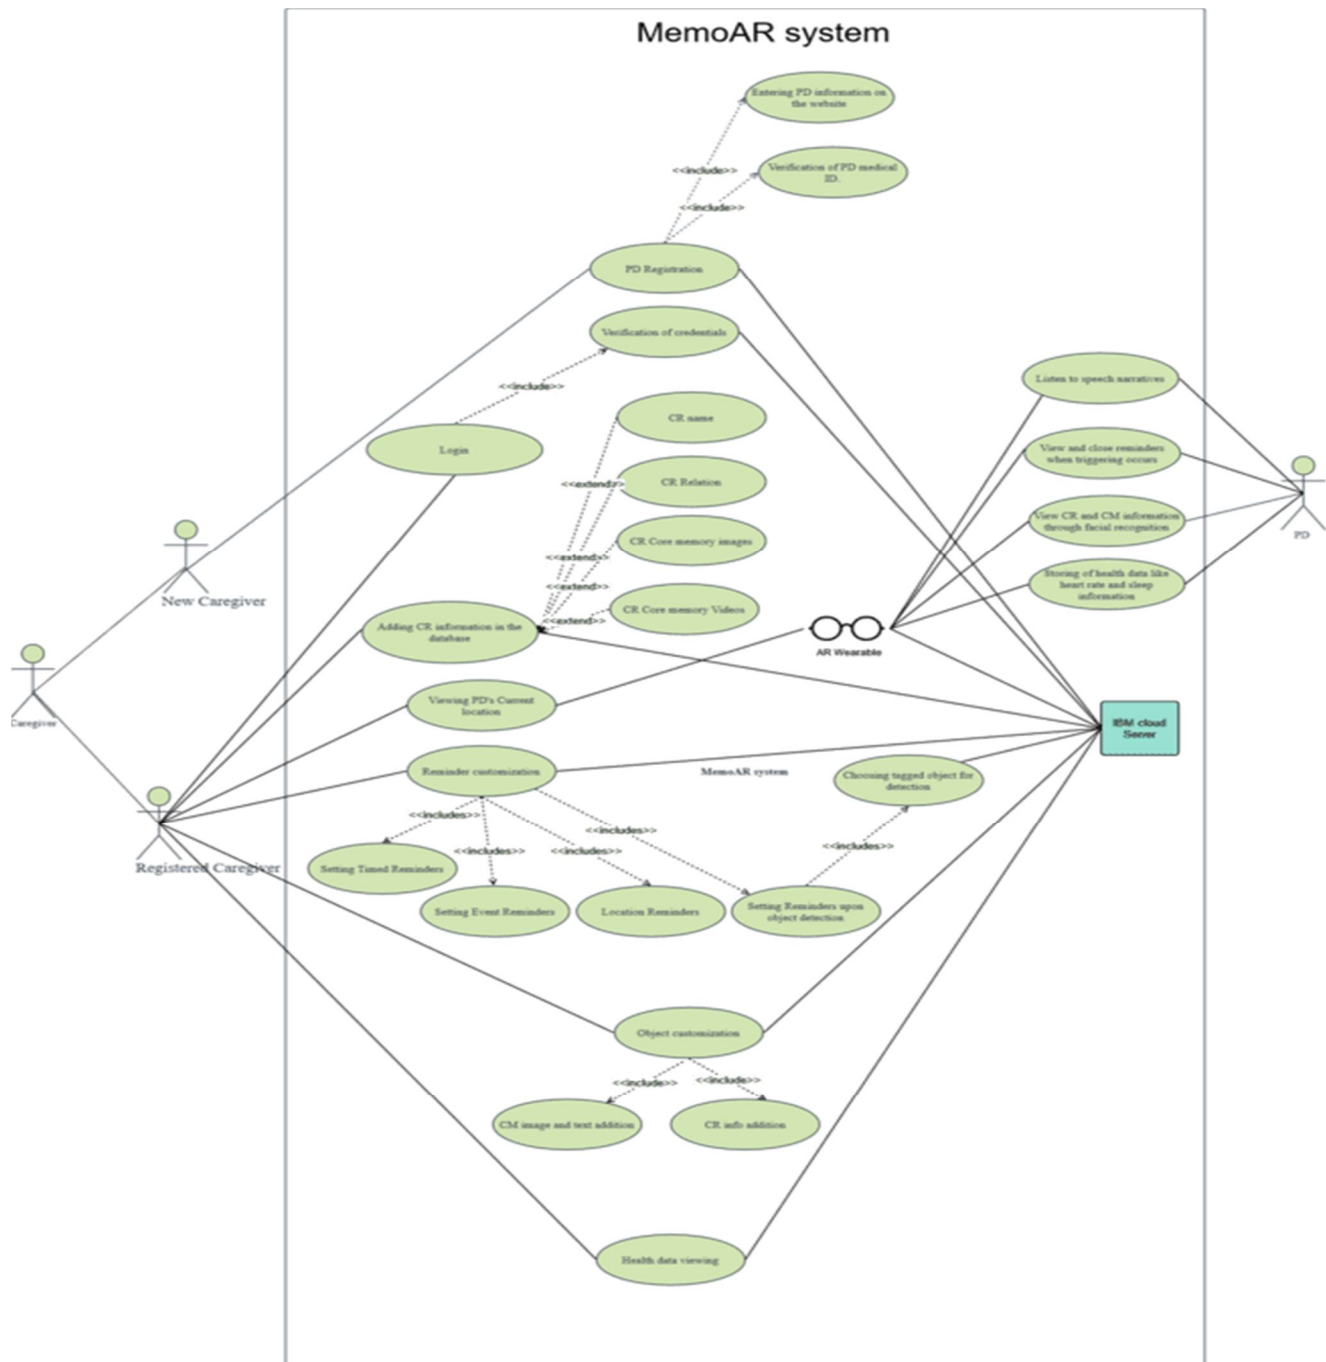 MemoAR system
Entering PD information on
the website
<<include>>
Verification of PD medical
ID.
<<include>>
PD Registration
Verification of credentials
<<include>>
Listen to speech narratives
CR name
Login
View and close reminders
when triggering occurs
<<extend>>
CR Relation
View CR and CM information
through facial recognition
PD
CR Core memory images
<<extend>>
Storing of health data like
heart rate and sleep
information
<<extend>>
New Caregiver
CR Core memory Videos
<<extend>>
Adding CR information in the
database
AR Wearable
Caregiver
Viewing PD's Current
location
IBM cloud
Server
Reminder customization
MemoAR system
Choosing tagged object for
detection
<<includes>>
<<includes>>
<<includes>>
<<includes>>
<<includes>>
Registered Caregiver
Setting Timed Reminders
Setting Event Reminders
Location Reminders
Setting Reminders upon
object detection
Object customization
<<include>>
<<include>>
CM image and text addition
CR info addition
Health data viewing